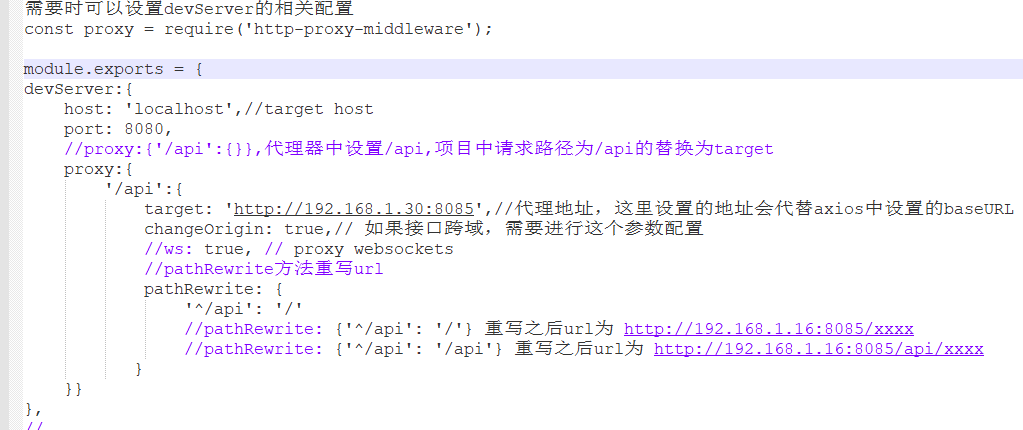 需要时可以设置devServer的相关配置
const proxy = require('http-proxy-middleware');
module.exports = {
devServer:{
host: 'localhost',//target host
port: 8080,
//proxy:{'/api':{}},代理器中设置/api,项目中请求路径为/api的替换为target
proxy:{
'/api':{
target: 'http://192.168.1.30:8085',//代理地址，这里设置的地址会代替axios中设置的baseURL
changeOrigin: true,// 如果接口跨域，需要进行这个参数配置
//ws: true, // proxy websockets
//pathRewrite方法重写url
pathRewrite: {
'^/api': '/'
//pathRewrite: {'^/api': '/'} 重写之后url为 http://192.168.1.16:8085/xxxx
//pathRewrite: {'^/api': '/api'} 重写之后url为 http://192.168.1.16:8085/api/xxxx
}
}}
},
//